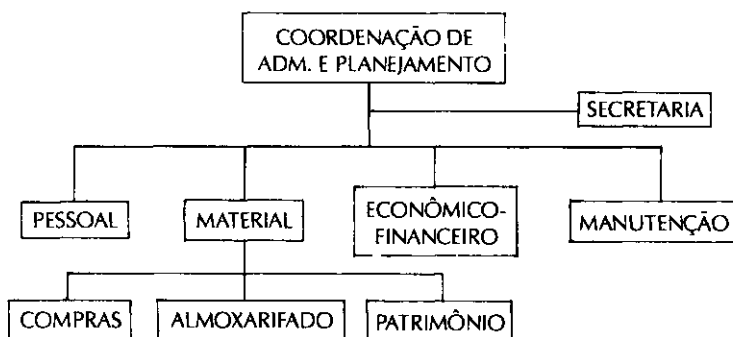 COORDENAÇÃO DE
ADM. E PLANEJAMENTO
SECRETARIA
PESSOAL
MATERIAL
ECONÔMICO-
FINANCEIRO
MANUTENÇÃO
COMPRAS
ALMOXARIFADO
PATRIMÔNIO